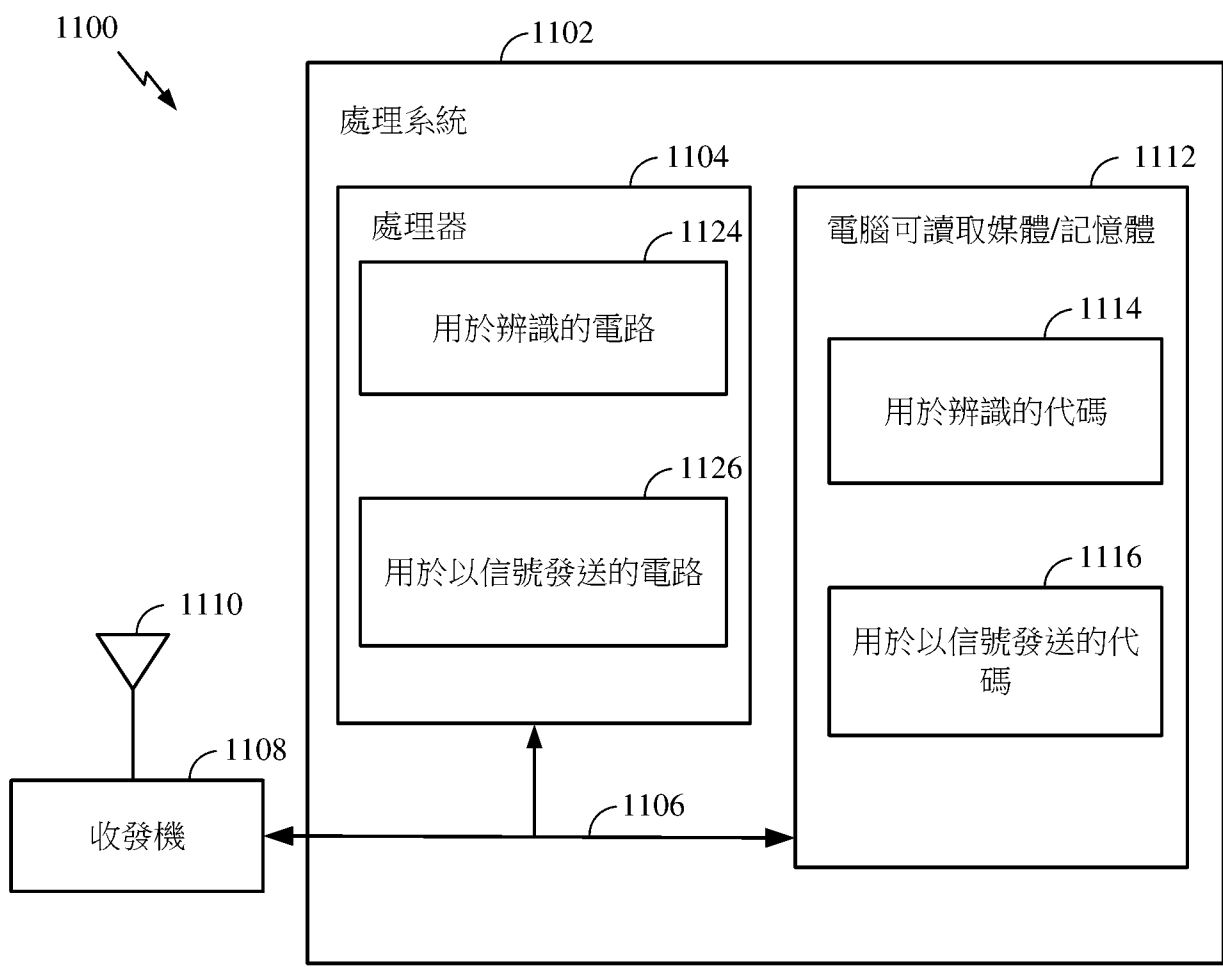 1100
1102
處理系統
1104
處理器
1124
用於辨識的電路
1126
用於以信號發送的電路
1112
電腦可讀取媒體/記憶體
1114
用於辨識的代碼
1116
用於以信號發送的代
碼
1110
1108
收發機
1106